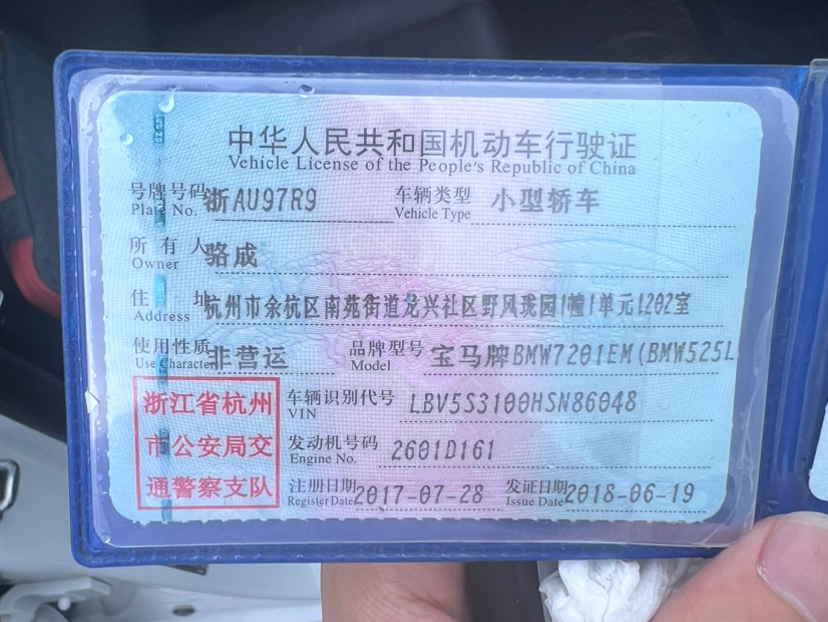 中华人民共和国机动车行驶证
Vehicle License of the People's Republic of China
号牌号码 浙AU97R9 车辆类型 小型轿车
Plate No. Vehicle Type
所有人 骆成
Owner
住址 杭州市余杭区南苑街道龙兴社区野风珑园1幢1单元1202室
Address
使用性质 非营运 品牌型号 宝马牌BMW7201EM(BMW525L
Use Character Model
浙江省杭州 车辆识别代号 LBV5S3100HSN86048
VIN
市公安局交 发动机号码 2601D161
Engine No.
通警察支队 注册日期 2017-07-28 发证日期 2018-06-19
Register Date Issue Date